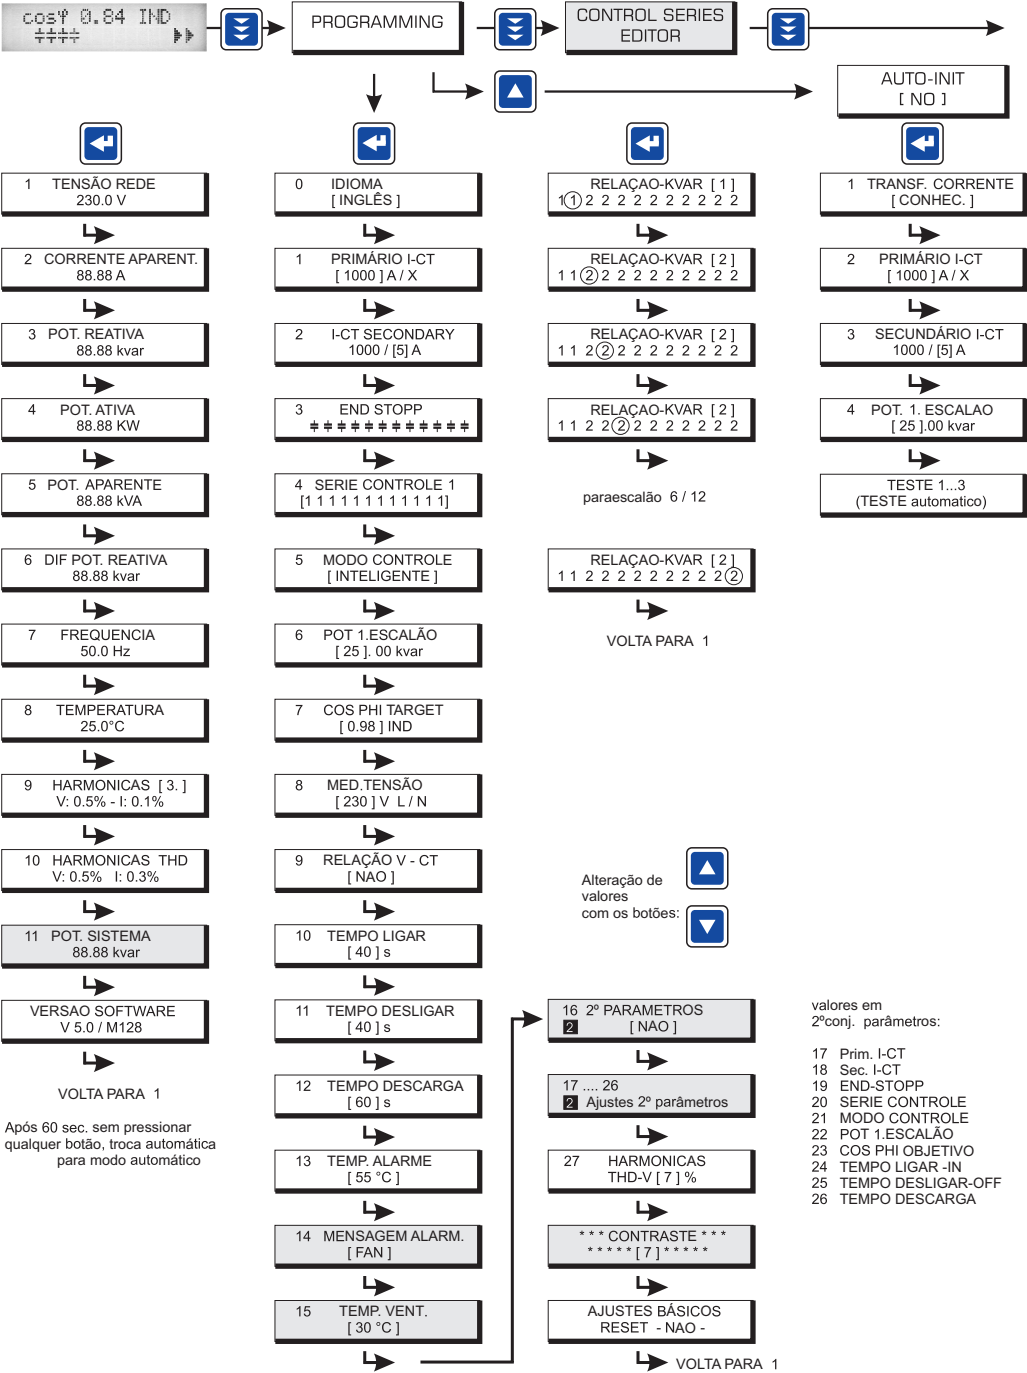 cosφ 0.84 IND
PROGRAMMING
CONTROL SERIES
EDITOR
AUTO-INIT
[ NO ]
1 TENSÃO REDE
230.0 V
2 CORRENTE APARENT.
88.88 A
3 POT. REATIVA
88.88 kvar
4 POT. ATIVA
88.88 KW
5 POT. APARENTE
88.88 kVA
6 DIF POT. REATIVA
88.88 kvar
7 FREQUENCIA
50.0 Hz
8 TEMPERATURA
25.0°C
9 HARMONICAS [ 3. ]
V: 0.5% - I: 0.1%
10 HARMONICAS THD
V: 0.5% I: 0.3%
11 POT. SISTEMA
88.88 kvar
VERSAO SOFTWARE
V 5.0 / M128
VOLTA PARA 1
Após 60 sec. sem pressionar
qualquer botão, troca automática
para modo automático
0 IDIOMA
[ INGLÊS ]
1 PRIMÁRIO I-CT
[ 1000 ] A / X
2 I-CT SECONDARY
1000 / [5] A
3 END STOPP
4 SERIE CONTROLE 1
[1 1 1 1 1 1 1 1 1 1 1 1]
5 MODO CONTROLE
[ INTELIGENTE ]
6 POT 1.ESCALÃO
[ 25 ]. 00 kvar
7 COS PHI TARGET
[ 0.98 ] IND
8 MED.TENSÃO
[ 230 ] V L / N
9 RELAÇÃO V - CT
[ NAO ]
10 TEMPO LIGAR
[ 40 ] s
11 TEMPO DESLIGAR
[ 40 ] s
12 TEMPO DESCARGA
[ 60 ] s
13 TEMP. ALARME
[ 55 °C ]
14 MENSAGEM ALARM.
[ FAN ]
15 TEMP. VENT.
[ 30 °C ]
RELAÇAO-KVAR [ 1 ]
1 1 2 2 2 2 2 2 2 2 2 2
RELAÇAO-KVAR [ 2 ]
1 1 2 2 2 2 2 2 2 2 2 2
RELAÇAO-KVAR [ 2 ]
1 1 2 2 2 2 2 2 2 2 2 2
RELAÇAO-KVAR [ 2 ]
1 1 2 2 2 2 2 2 2 2 2 2
paraescalão 6 / 12
RELAÇAO-KVAR [ 2 ]
1 1 2 2 2 2 2 2 2 2 2 2
VOLTA PARA 1
Alteração de
valores
com os botões:
16 2º PARAMETROS
2 [ NAO ]
17 .... 26
2 Ajustes 2º parâmetros
27 HARMONICAS
THD-V [ 7 ] %
* * * CONTRASTE * * *
* * * * * [ 7 ] * * * * *
AJUSTES BÁSICOS
RESET - NAO -
VOLTA PARA 1
1 TRANSF. CORRENTE
[ CONHEC. ]
2 PRIMÁRIO I-CT
[ 1000 ] A / X
3 SECUNDÁRIO I-CT
1000 / [5] A
4 POT. 1. ESCALAO
[ 25 ].00 kvar
TESTE 1...3
(TESTE automatico)
valores em
2ºconj. parâmetros:
17 Prim. I-CT
18 Sec. I-CT
19 END-STOPP
20 SERIE CONTROLE
21 MODO CONTROLE
22 POT 1.ESCALÃO
23 COS PHI OBJETIVO
24 TEMPO LIGAR -IN
25 TEMPO DESLIGAR-OFF
26 TEMPO DESCARGA